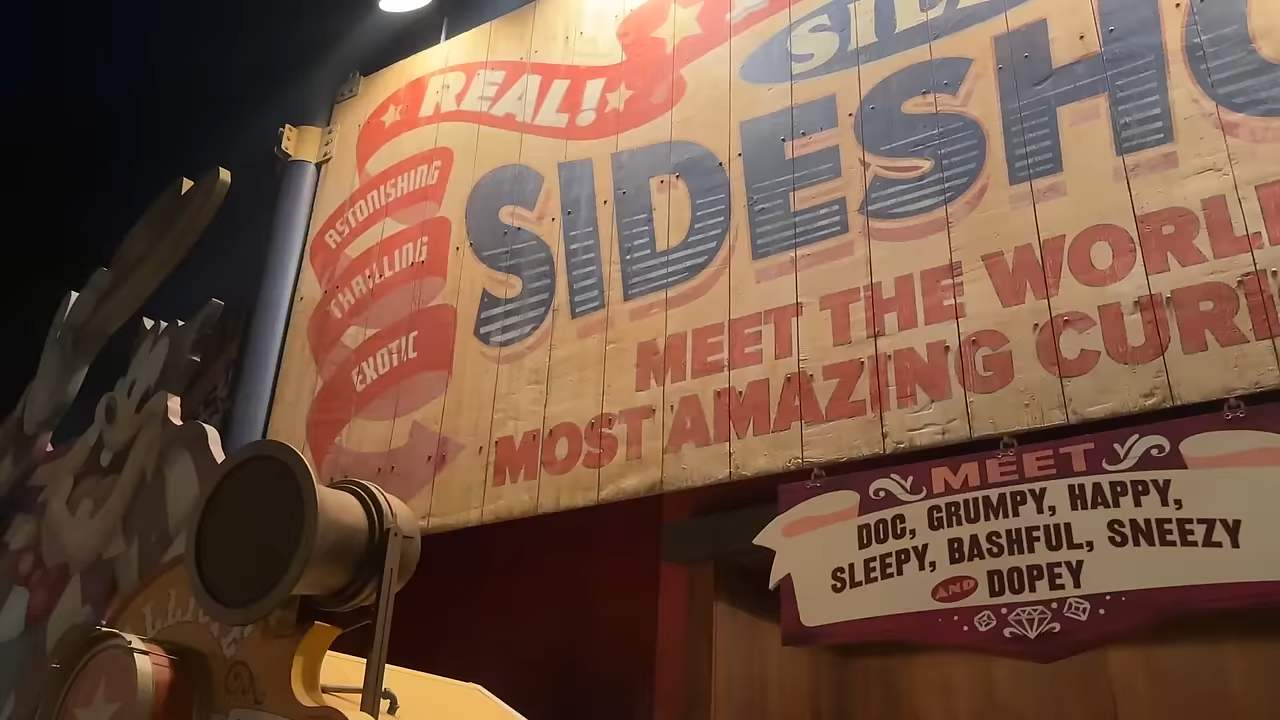 REAL!
ASTONISHING
THRILLING
EXOTIC
SIDESHO
MEET THE WORL
MOST AMAZING CURI
MEET
DOC, GRUMPY, HAPPY,
SLEEPY, BASHFUL, SNEEZY
AND DOPEY